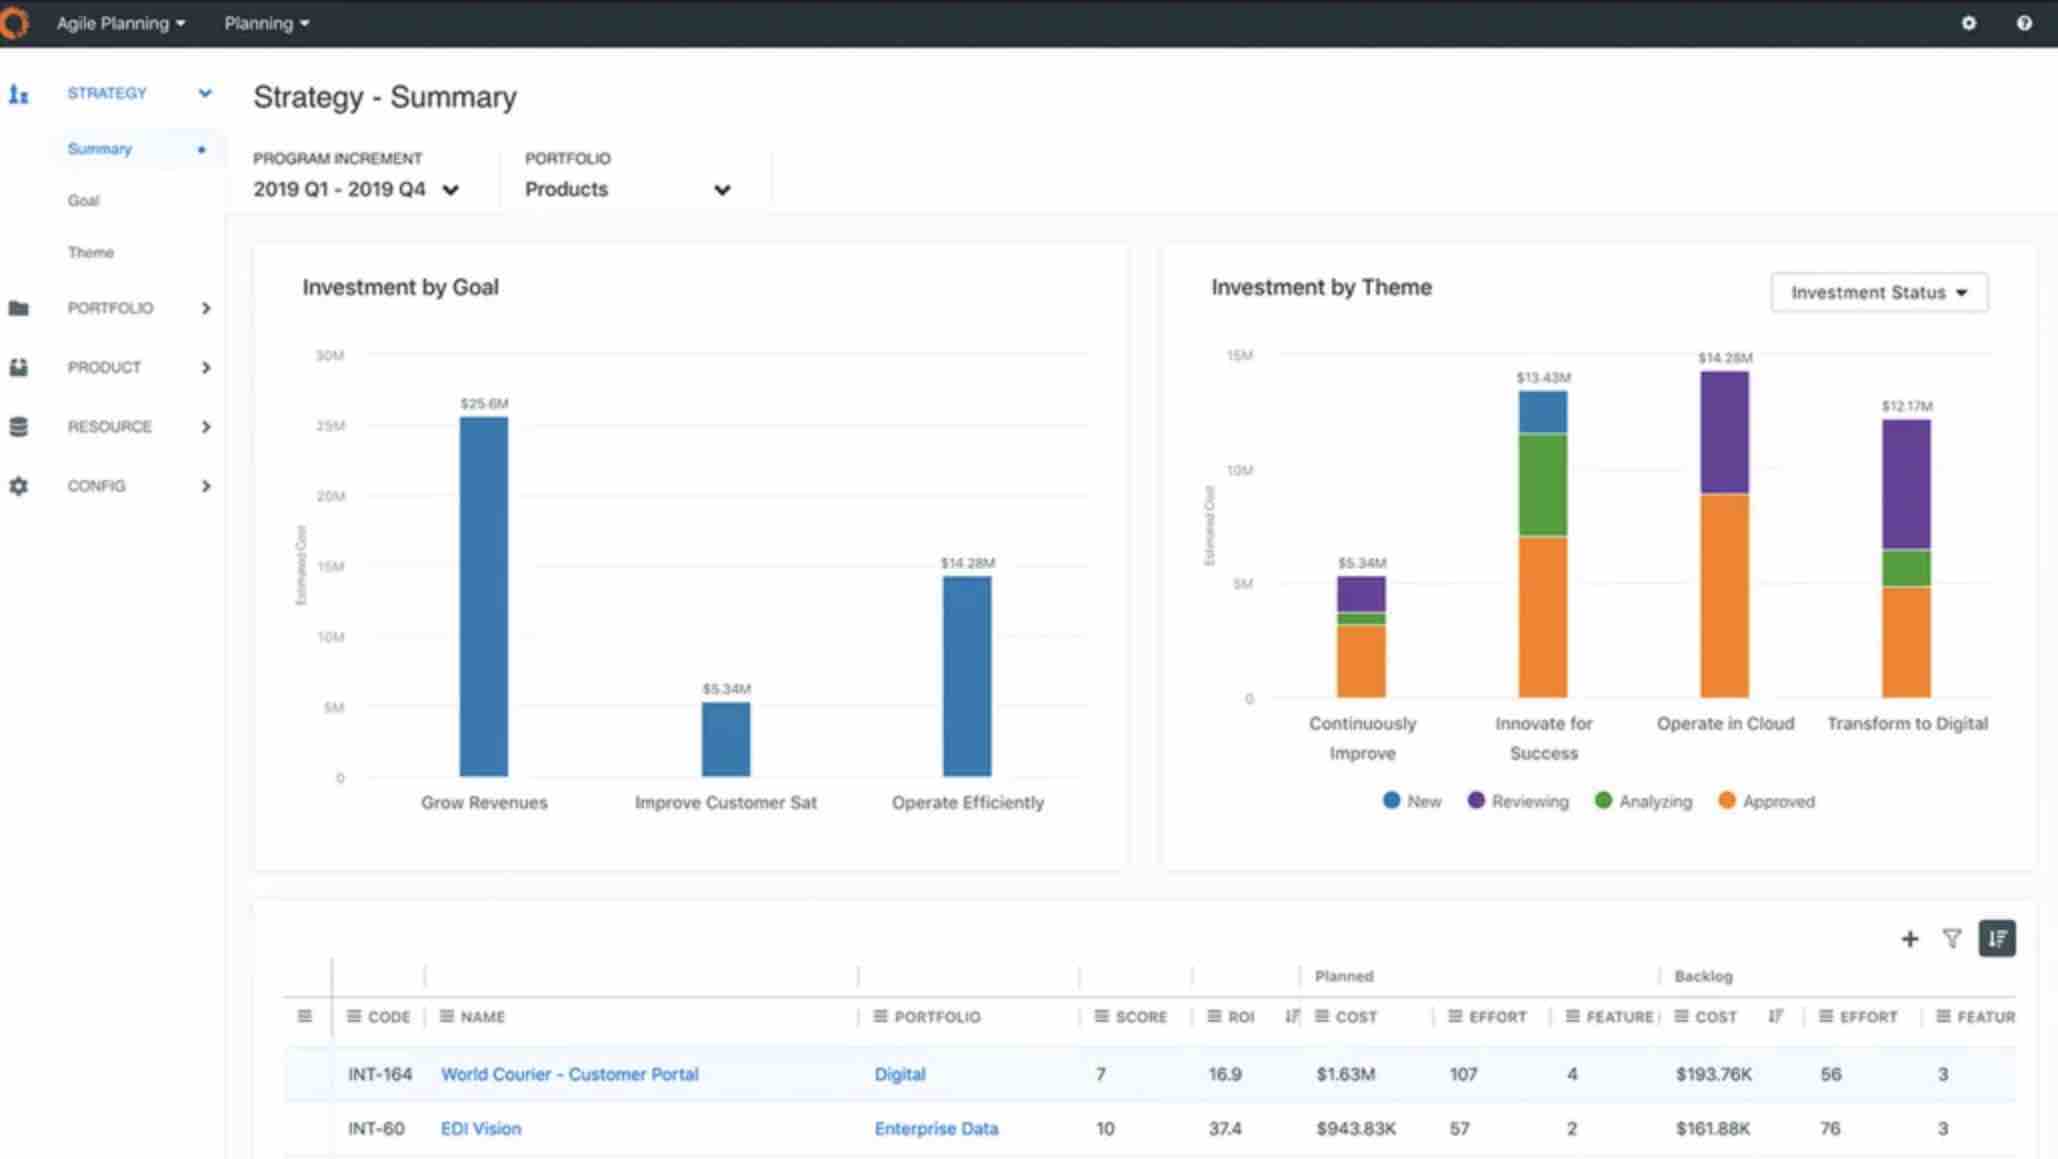 Agile Planning
Planning
STRATEGY
Summary
Goal
Theme
PORTFOLIO
PRODUCT
RESOURCE
CONFIG
Strategy - Summary
PROGRAM INCREMENT
2019 Q1 - 2019 Q4
PORTFOLIO
Products
Investment by Goal
30M
25M
20M
15M
10M
5M
0
Estimated Cost
$25.6M
$5.34M
$14.28M
Grow Revenues
Improve Customer Sat
Operate Efficiently
Investment by Theme
Investment Status
15M
10M
5M
0
Estimated Cost
$5.34M
$13.43M
$14.28M
$12.17M
Continuously
Improve
Innovate for
Success
Operate in Cloud
Transform to Digital
New
Reviewing
Analyzing
Approved
Planned
Backlog
CODE NAME PORTFOLIO SCORE ROI COST EFFORT FEATURE COST EFFORT FEATUR
INT-164 World Courier - Customer Portal Digital 7 16.9 $1.63M 107 4 $193.76K 56 3
INT-60 EDI Vision Enterprise Data 10 37.4 $943.83K 57 2 $161.88K 76 3